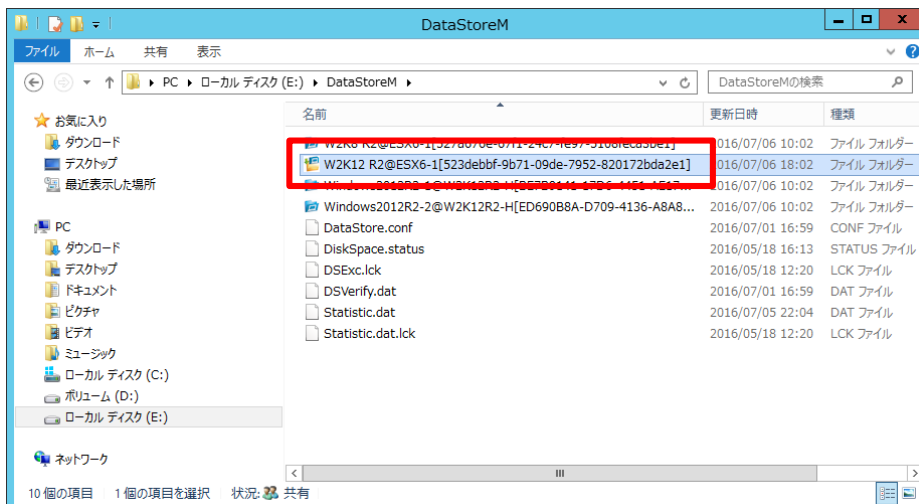 DataStoreM
ファイル ホーム 共有 表示
PC ローカル ディスク (E:) DataStoreM DataStoreMの検索
名前 更新日時 種類
お気に入り
ダウンロード
デスクトップ
最近表示した場所
PC
ダウンロード
デスクトップ
ドキュメント
ピクチャ
ビデオ
ミュージック
ローカル ディスク (C:)
ボリューム (D:)
ローカル ディスク (E:)
ネットワーク
2016/07/06 10:02 ファイル フォルダー
W2K12 R2@ESX6-1[523debbf-9b71-09de-7952-820172bda2e1] 2016/07/06 18:02 ファイル フォルダー
2016/07/06 10:02 ファイル フォルダー
Windows2012R2-2@W2K12R2-H[ED690B8A-D709-4136-A8A8... 2016/07/06 10:02 ファイル フォルダー
DataStore.conf 2016/07/01 16:59 CONF ファイル
DiskSpace.status 2016/05/18 16:13 STATUS ファイル
DSExc.lck 2016/05/18 12:20 LCK ファイル
DSVerify.dat 2016/07/01 16:59 DAT ファイル
Statistic.dat 2016/07/05 22:04 DAT ファイル
Statistic.dat.lck 2016/05/18 12:20 LCK ファイル
10 個の項目 1 個の項目を選択 状況: 共有